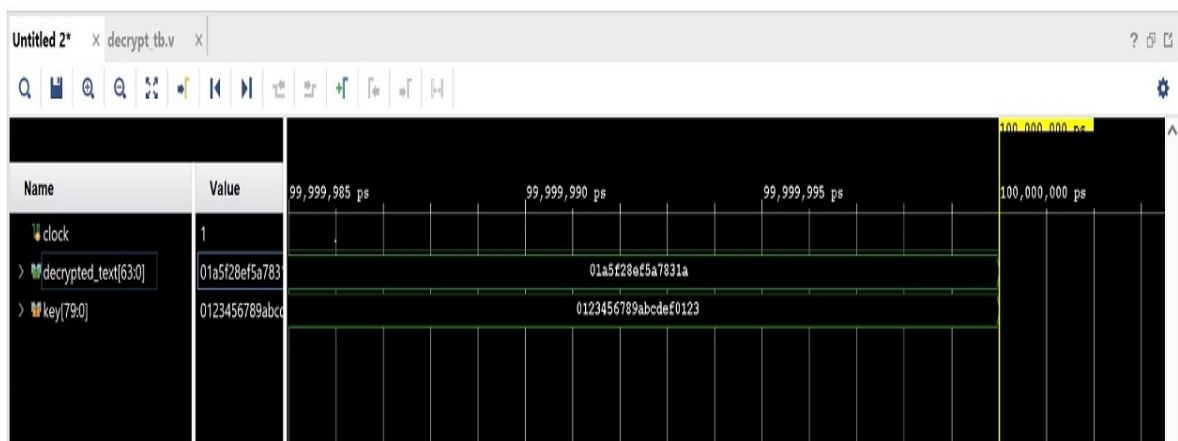 Untitled 2* × decrypt_tb.v × ?
100,000,000 ps
Name Value 99,999,985 ps 99,999,990 ps 99,999,995 ps 100,000,000 ps
clock 1
> decrypted_text[63:0] 01a5f28ef5a7831 01a5f28ef5a7831a
> key[79:0] 0123456789abcd 0123456789abcdef0123